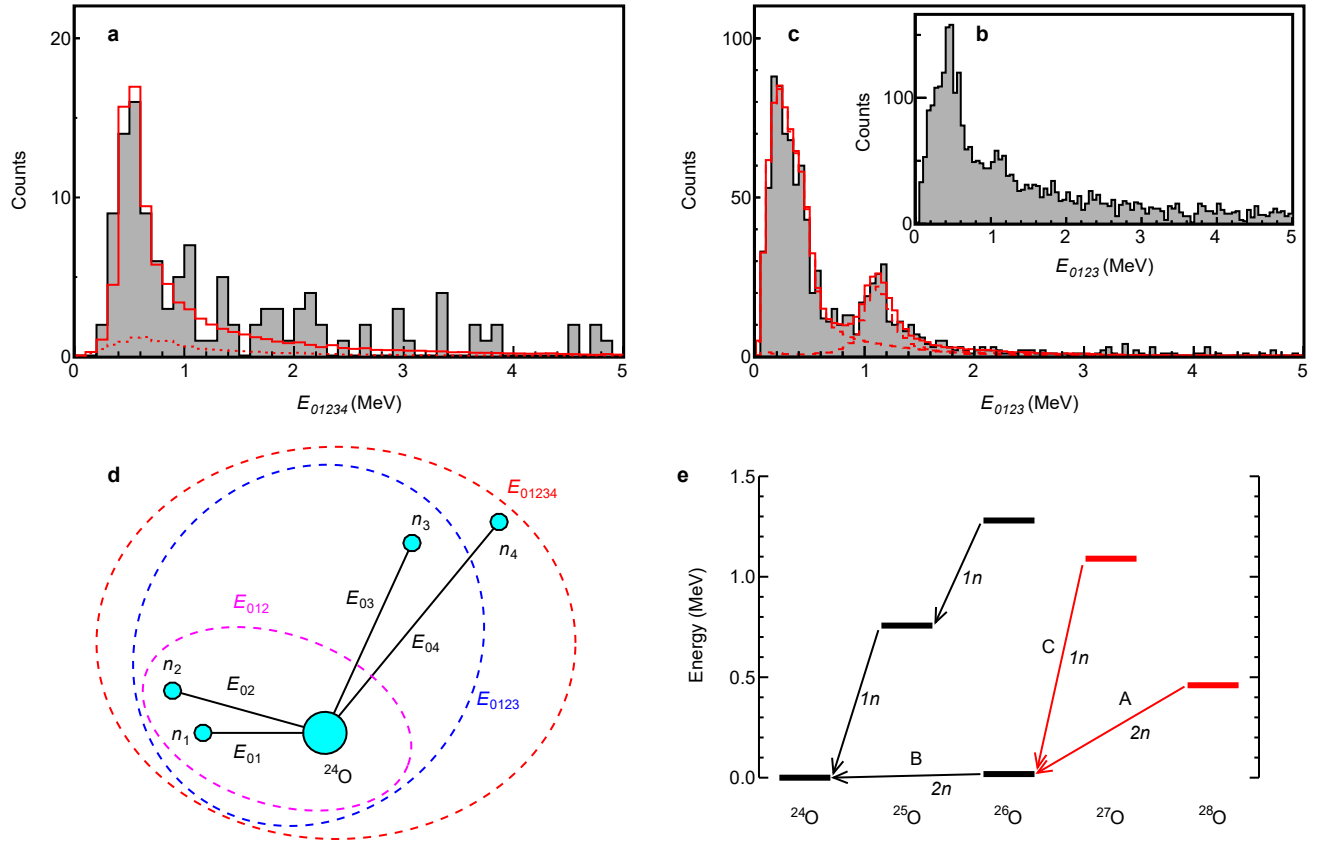 a
Counts
20
10
0
0 1 2 3 4 5
E01234 (MeV)
c
Counts
100
50
0
0 1 2 3 4 5
E0123 (MeV)
b
Counts
100
0
0 1 2 3 4 5
E0123 (MeV)
d
E01234
n3
n4
E03
E012
E04
n2
E02
E0123
n1
E01
24O
e
Energy (MeV)
1.5
1.0
0.5
0.0
1n
C
1n
A
1n
2n
B
2n
24O 25O 26O 27O 28O